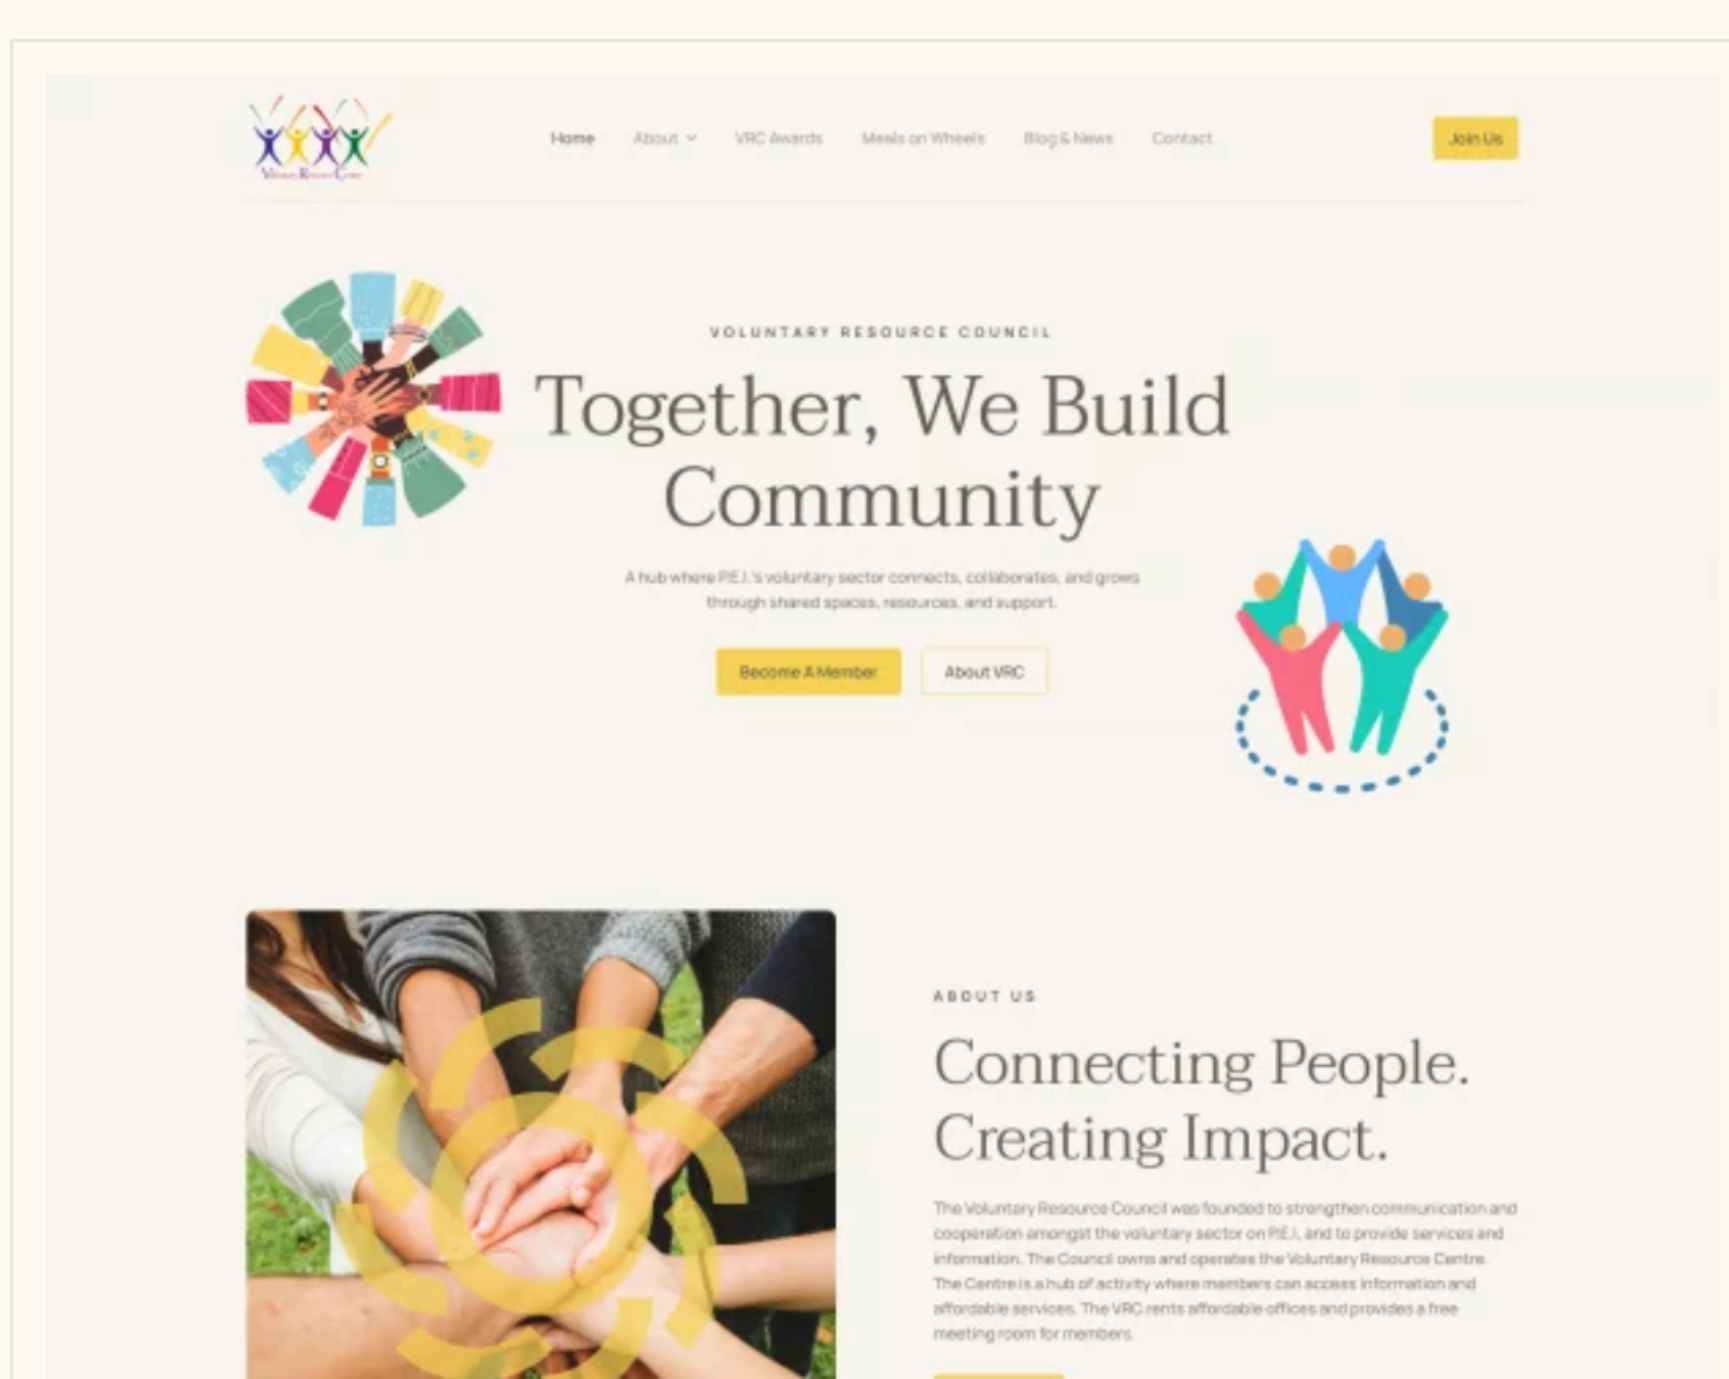 Voluntary Resource Centre
Home
About
VRC Awards
Meals on Wheels
Blog & News
Contact
Join Us
VOLUNTARY RESOURCE COUNCIL
Together, We Build
Community
A hub where P.E.I.'s voluntary sector connects, collaborates, and grows
through shared spaces, resources, and support.
Become A Member
About VRC
ABOUT US
Connecting People.
Creating Impact.
The Voluntary Resource Council was founded to strengthen communication and
cooperation amongst the voluntary sector on P.E.I. and to provide services and
information. The Council owns and operates the Voluntary Resource Centre.
The Centre is a hub of activity where members can access information and
affordable services. The VRC rents affordable offices and provides a free
meeting room for members.